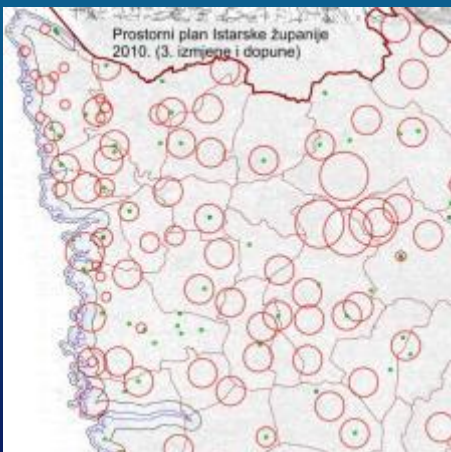 Prostorni plan Istarske županije
2010. (3. izmjene i dopune)